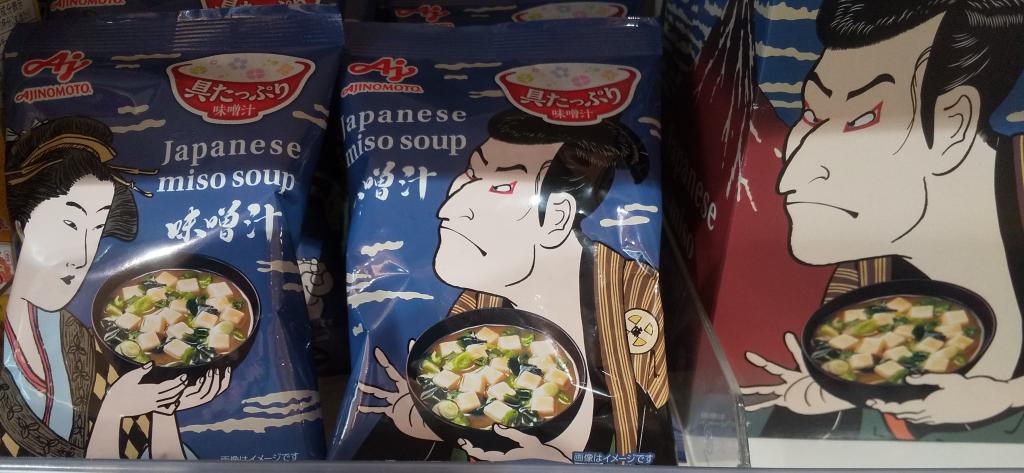 Aj
AJINOMOTO
具たっぷり
味噌汁
Japanese
miso soup
味噌汁
画像はイメージです
Aj
AJINOMOTO
具たっぷり
味噌汁
Japanese
miso soup
噌汁
画像はイメージです